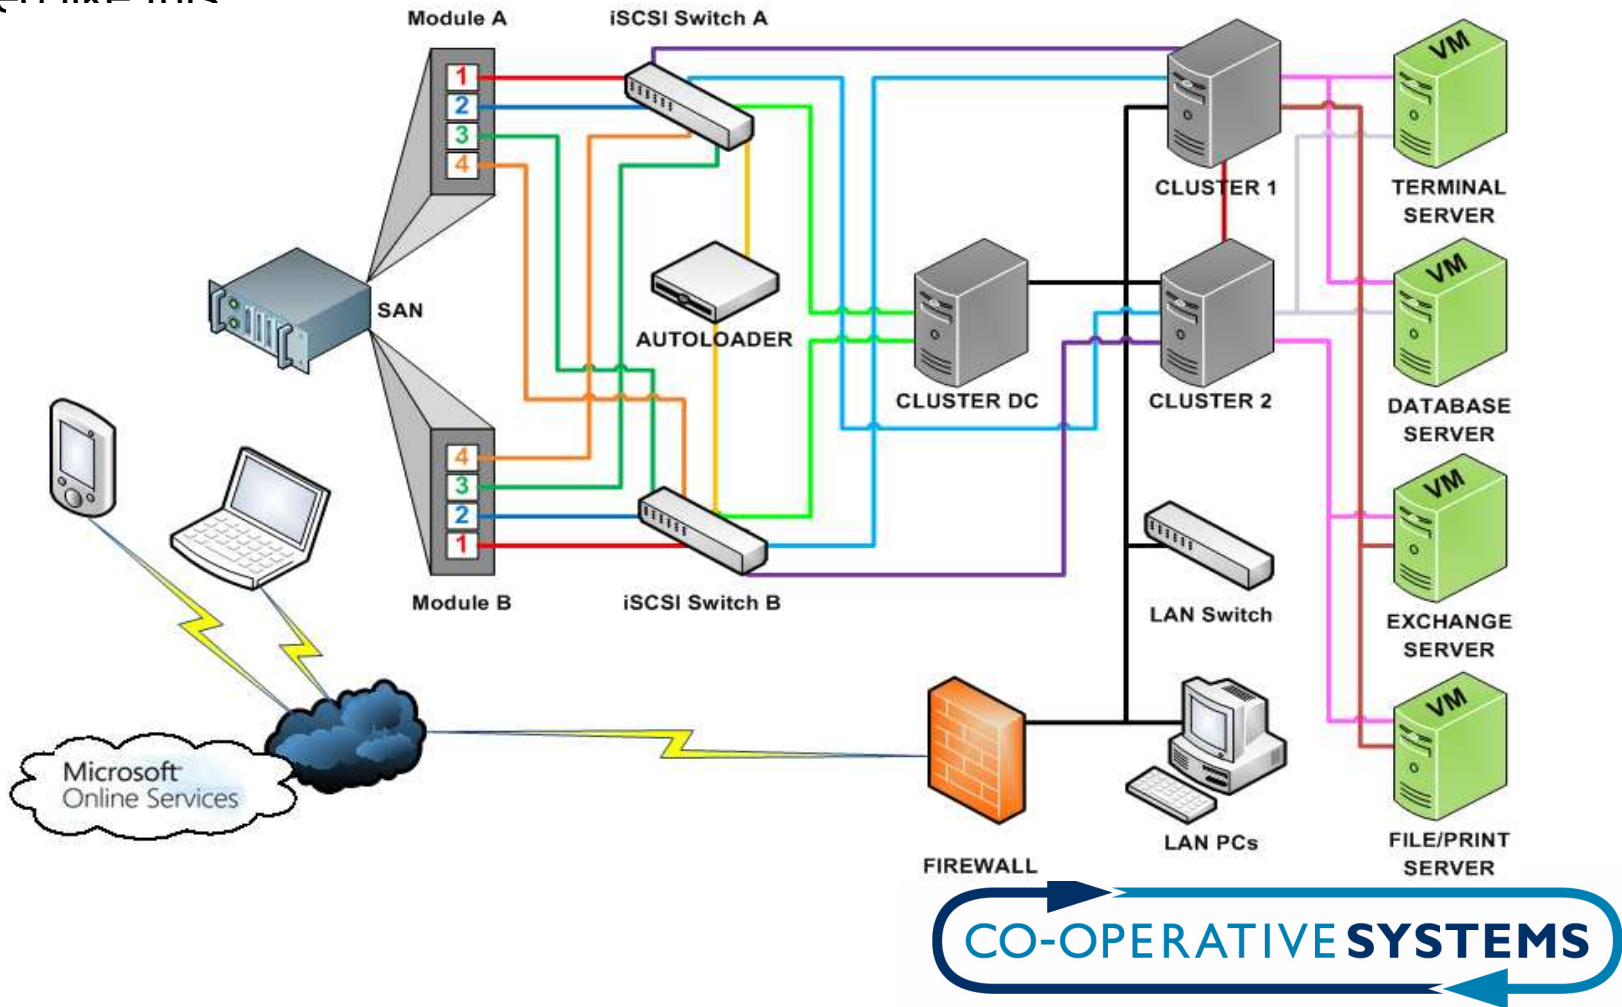 Module A
iSCSI Switch A
1
2
3
4
VM
CLUSTER 1
TERMINAL
SERVER
SAN
AUTOLOADER
VM
CLUSTER DC
CLUSTER 2
DATABASE
SERVER
4
3
2
1
VM
Module B
iSCSI Switch B
LAN Switch
EXCHANGE
SERVER
VM
Microsoft
Online Services
FIREWALL
LAN PCs
FILE/PRINT
SERVER
CO-OPERATIVE SYSTEMS